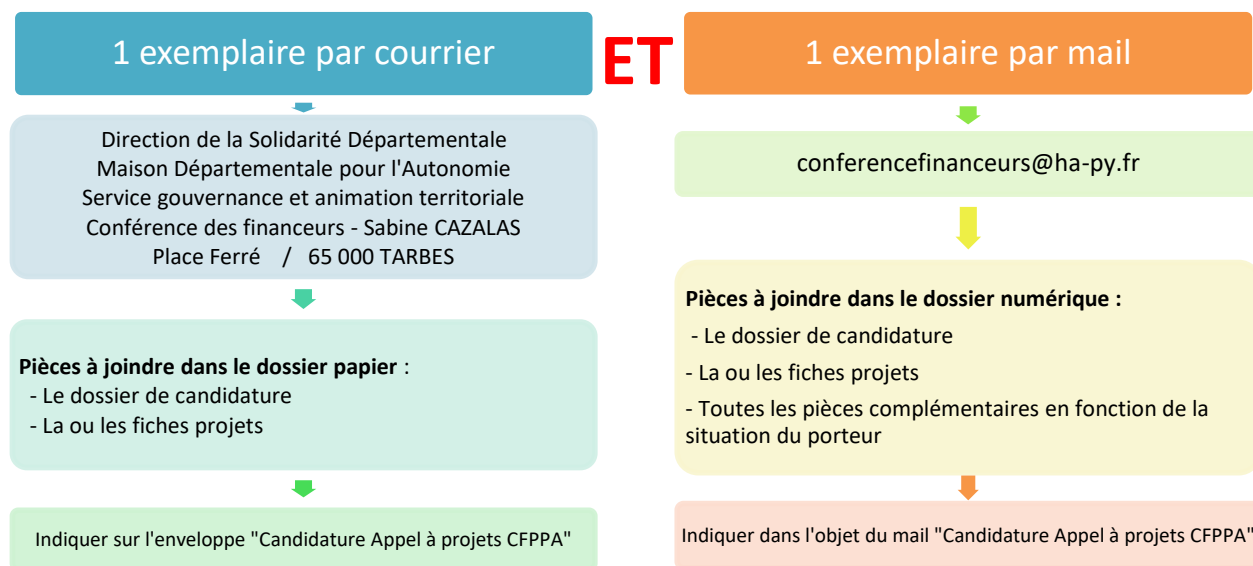 1 exemplaire par courrier
ET
1 exemplaire par mail
Direction de la Solidarité Départementale
Maison Départementale pour l'Autonomie
Service gouvernance et animation territoriale
Conférence des financeurs - Sabine CAZALAS
Place Ferré / 65 000 TARBES
Pièces à joindre dans le dossier papier :
- Le dossier de candidature
- La ou les fiches projets
Indiquer sur l'enveloppe "Candidature Appel à projets CFPPA"
conferencefinanceurs@ha-py.fr
Pièces à joindre dans le dossier numérique :
- Le dossier de candidature
- La ou les fiches projets
- Toutes les pièces complémentaires en fonction de la
situation du porteur
Indiquer dans l'objet du mail "Candidature Appel à projets CFPPA"